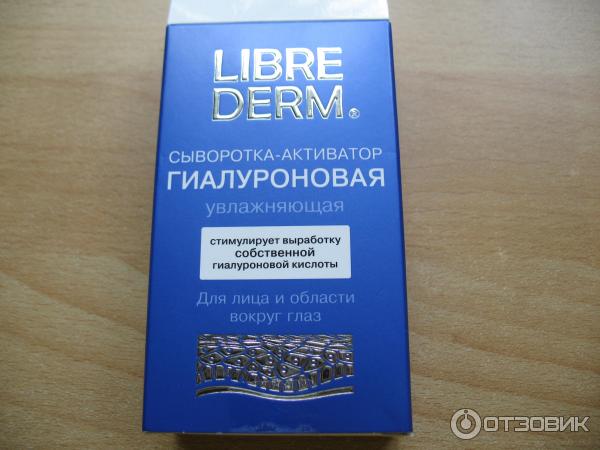 LIBRE
DERM®
СЫВОРОТКА-АКТИВАТОР
ГИАЛУРОНОВАЯ
увлажняющая
стимулирует выработку
собственной
гиалуроновой кислоты
Для лица и области
вокруг глаз
ОТЗОВИК